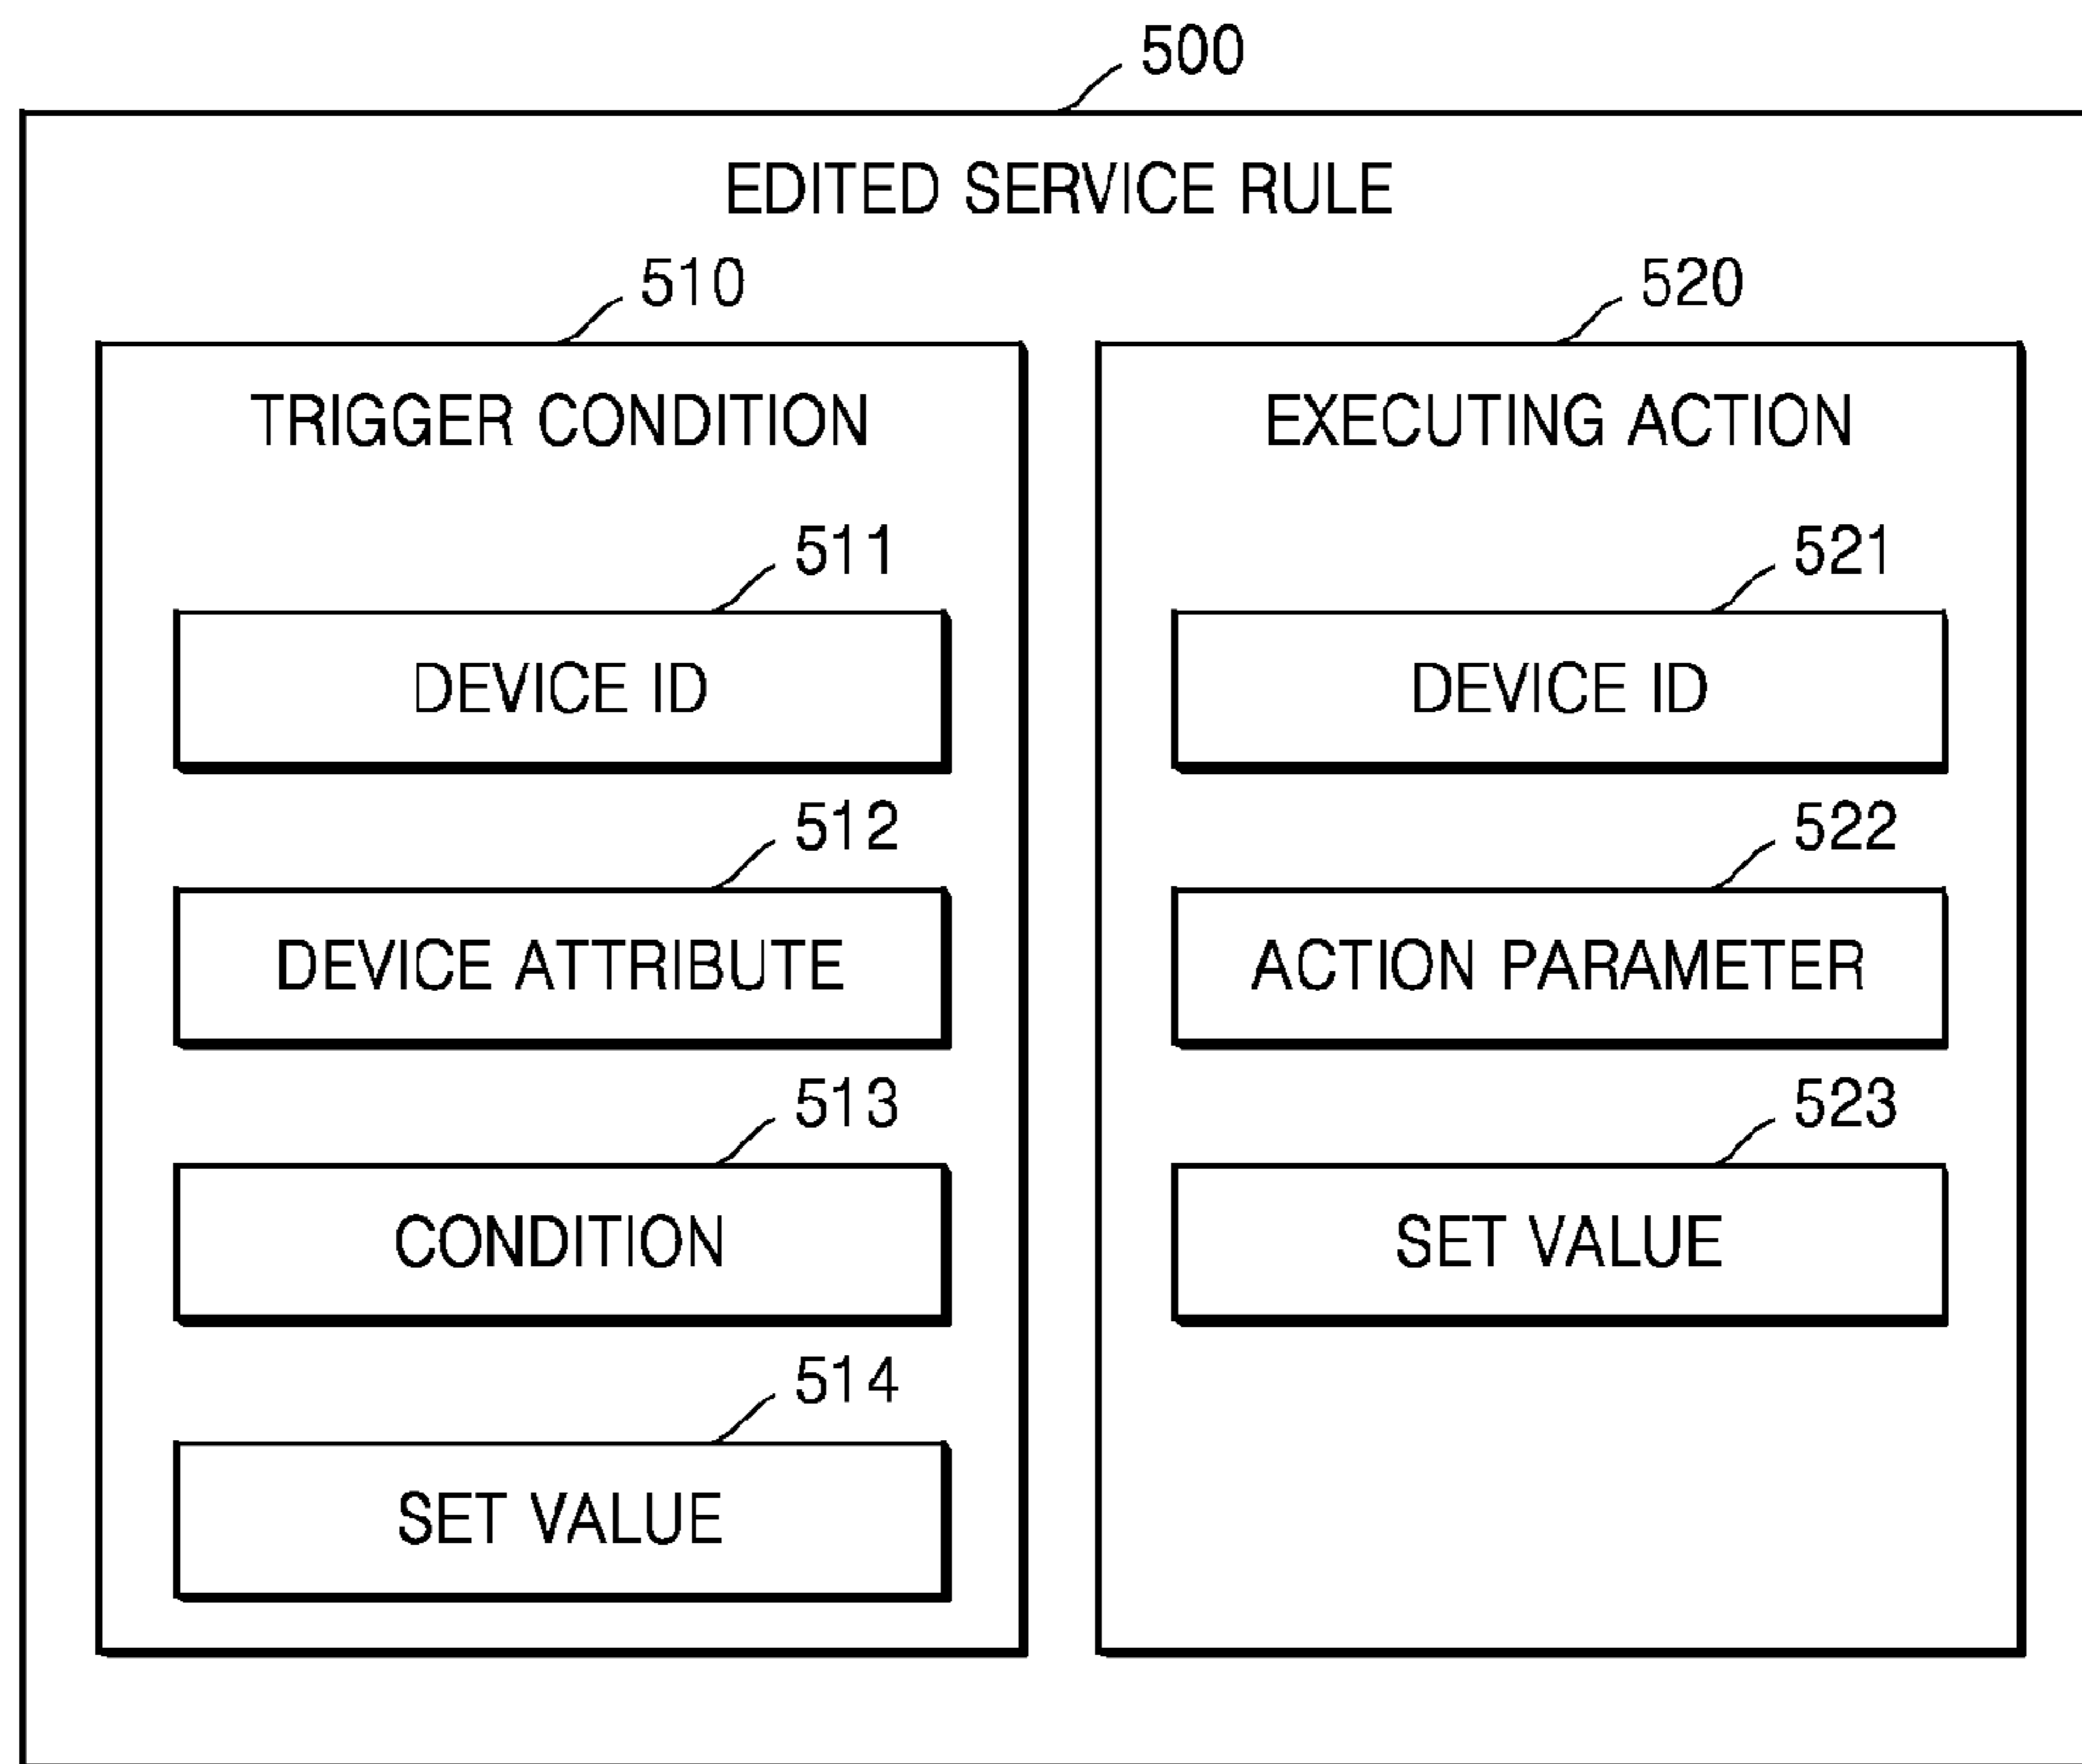 500
EDITED SERVICE RULE
510
TRIGGER CONDITION
511
DEVICE ID
512
DEVICE ATTRIBUTE
513
CONDITION
514
SET VALUE
520
EXECUTING ACTION
521
DEVICE ID
522
ACTION PARAMETER
523
SET VALUE